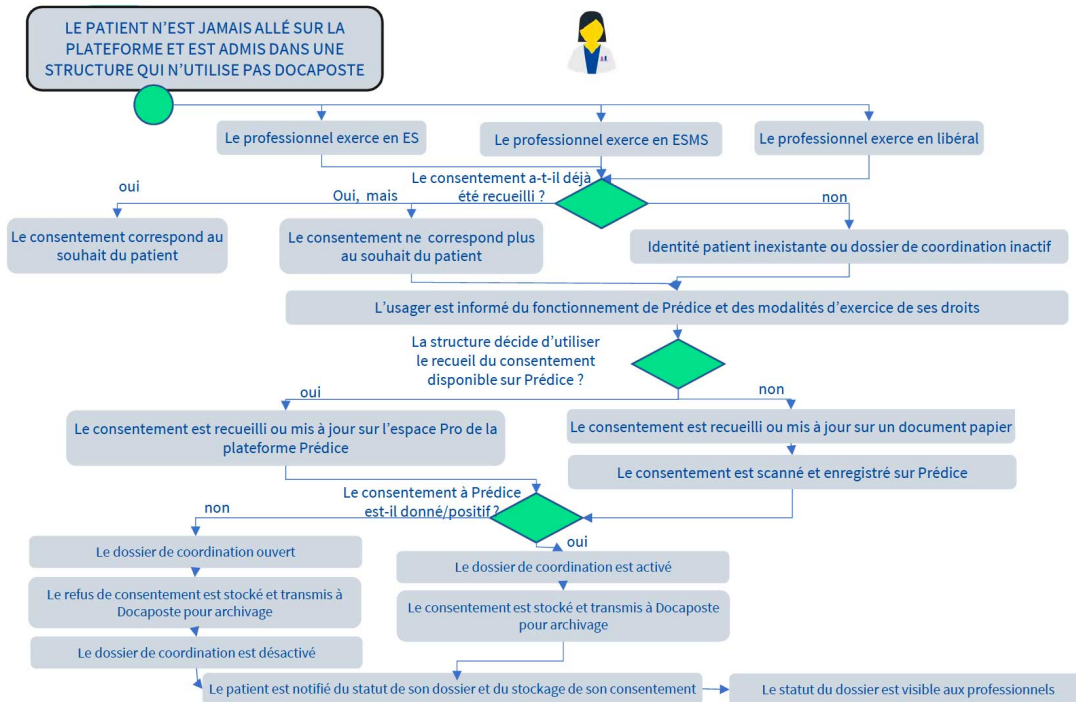 LE PATIENT N'EST JAMAIS ALLÉ SUR LA
PLATEFORME ET EST ADMIS DANS UNE
STRUCTURE QUI N'UTILISE PAS DOCAPOSTE
Le professionnel exerce en ES
Le professionnel exerce en ESMS
Le professionnel exerce en libéral
Le consentement a-t-il déjà
été recueilli ?
oui
Oui, mais
non
Le consentement correspond au
souhait du patient
Le consentement ne correspond plus
au souhait du patient
Identité patient inexistante ou dossier de coordination inactif
L'usager est informé du fonctionnement de Prédice et des modalités d'exercice de ses droits
La structure décide d'utiliser
le recueil du consentement
disponible sur Prédice ?
oui
non
Le consentement est recueilli ou mis à jour sur l'espace Pro de la
plateforme Prédice
Le consentement est recueilli ou mis à jour sur un document papier
Le consentement est scanné et enregistré sur Prédice
Le consentement à Prédice
est-il donné/positif ?
non
oui
Le dossier de coordination ouvert
Le refus de consentement est stocké et transmis à
Docaposte pour archivage
Le dossier de coordination est désactivé
Le dossier de coordination est activé
Le consentement est stocké et transmis à Docaposte
pour archivage
Le patient est notifié du statut de son dossier et du stockage de son consentement
Le statut du dossier est visible aux professionnels